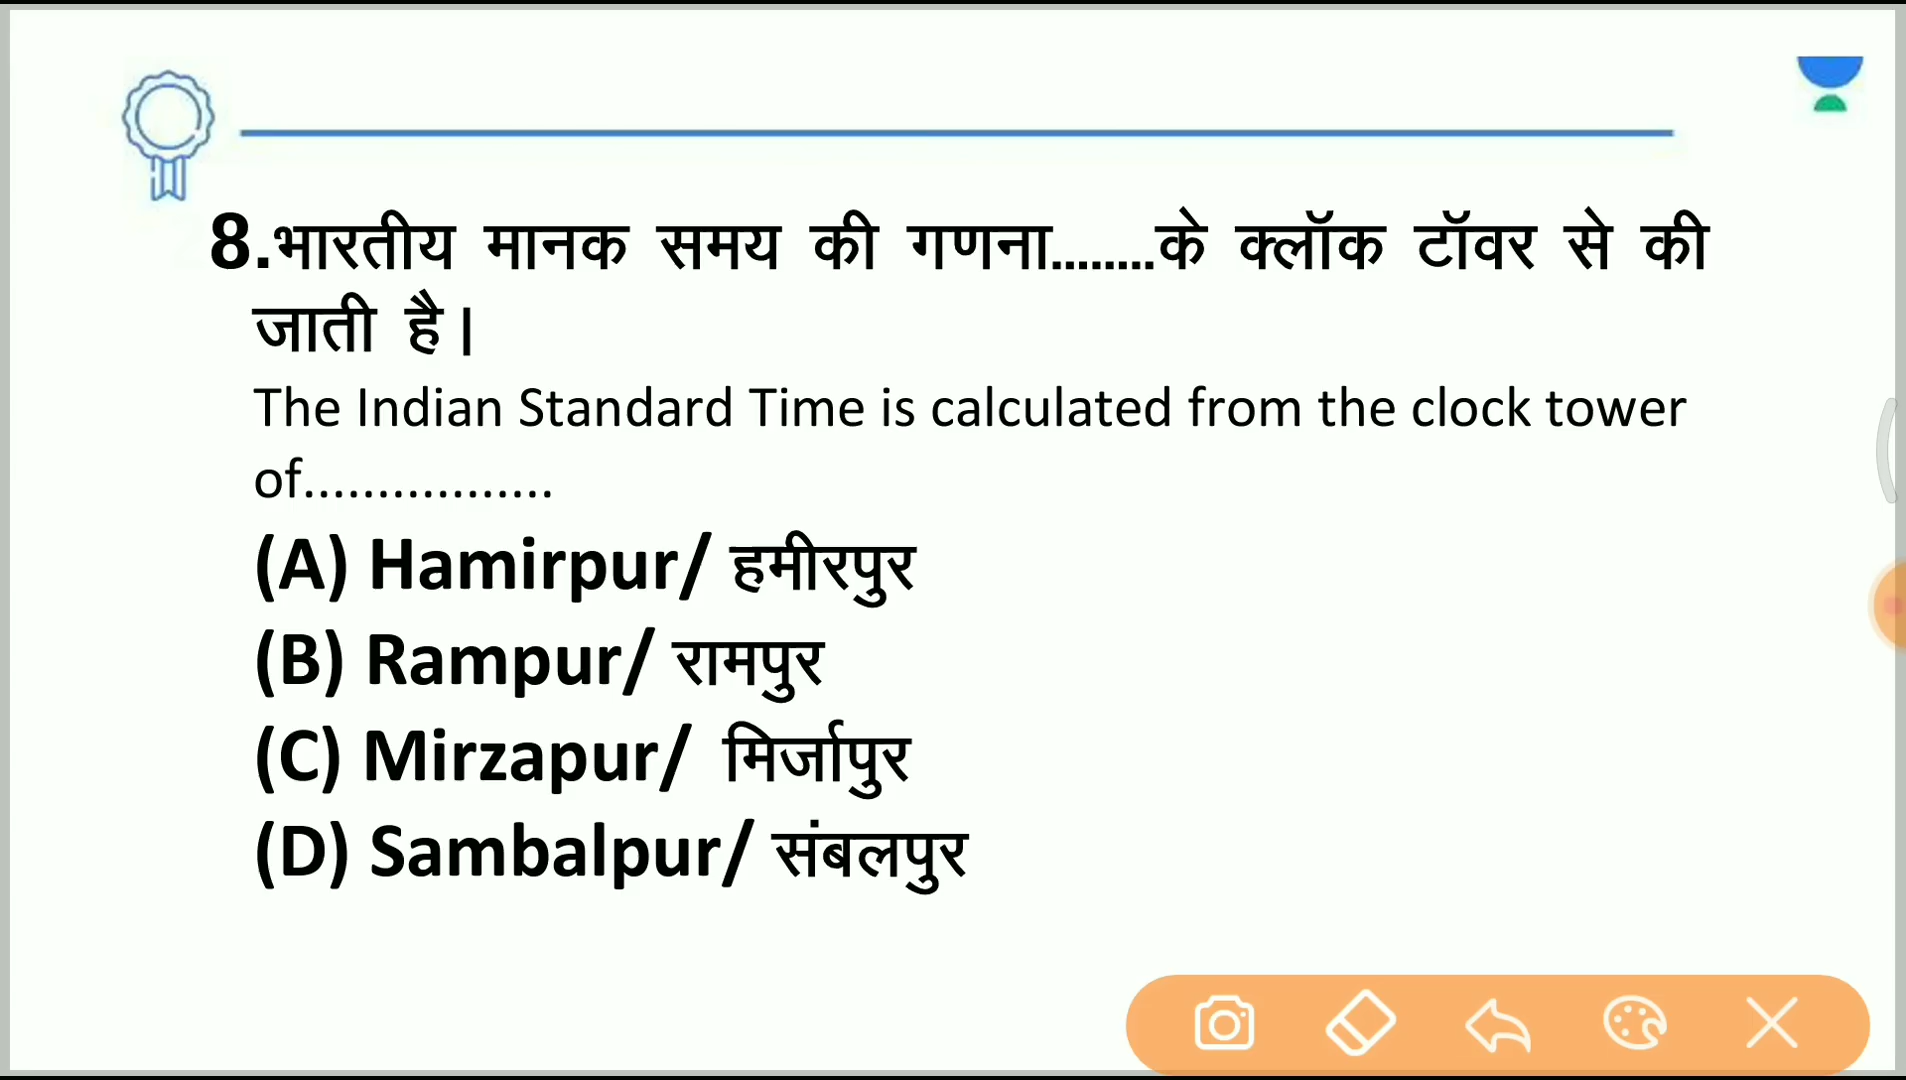 8.भारतीय मानक समय की गणना........के क्लॉक टॉवर से की
जाती है।
The Indian Standard Time is calculated from the clock tower
of.................
(A) Hamirpur/ हमीरपुर
(B) Rampur/ रामपुर
(C) Mirzapur/ मिर्जापुर
(D) Sambalpur/ संबलपुर